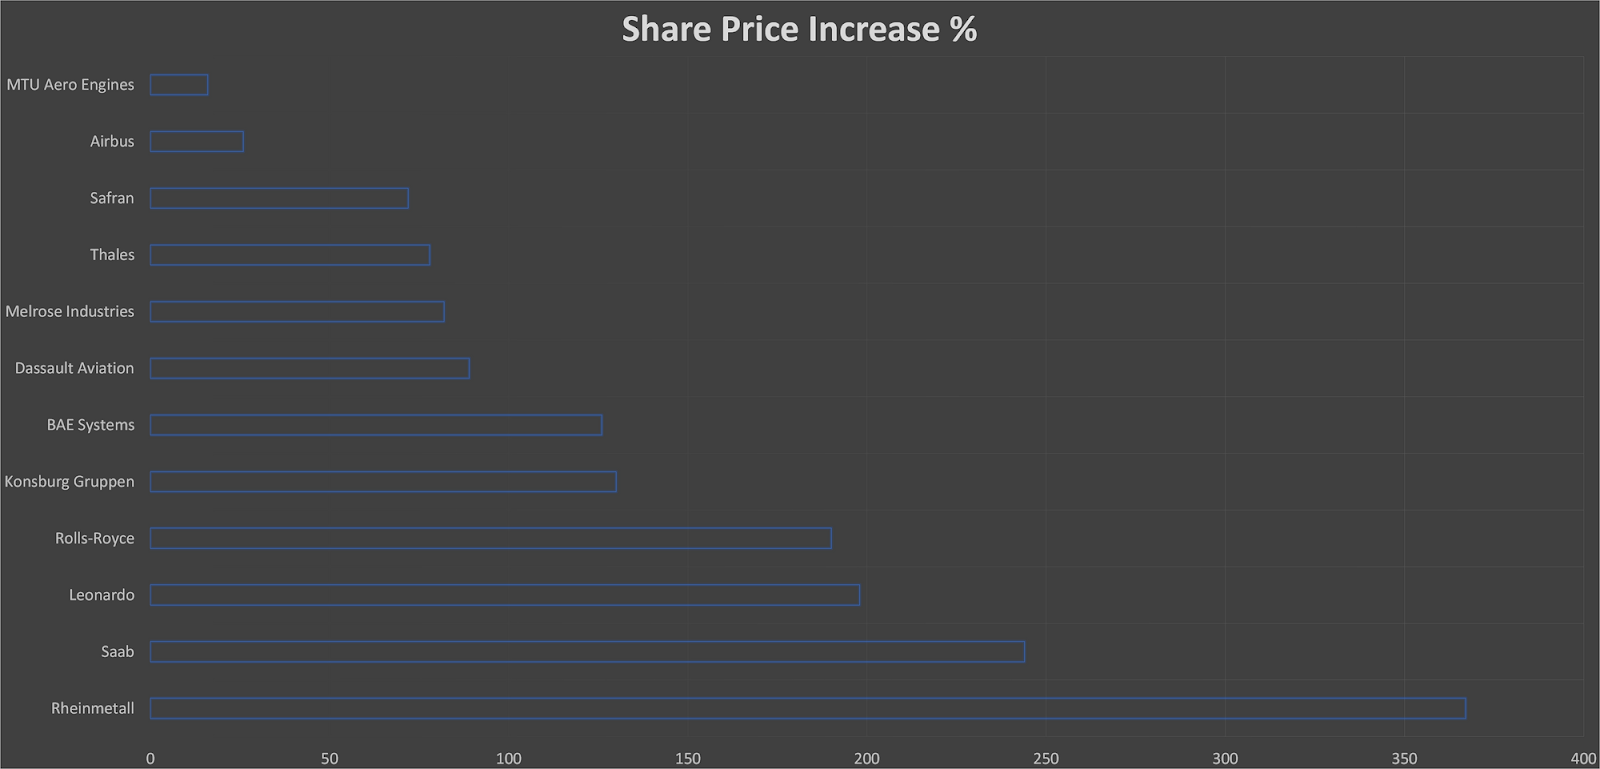 Share Price Increase %
MTU Aero Engines
Airbus
Safran
Thales
Melrose Industries
Dassault Aviation
BAE Systems
Konsburg Gruppen
Rolls-Royce
Leonardo
Saab
Rheinmetall
0 50 100 150 200 250 300 350 400